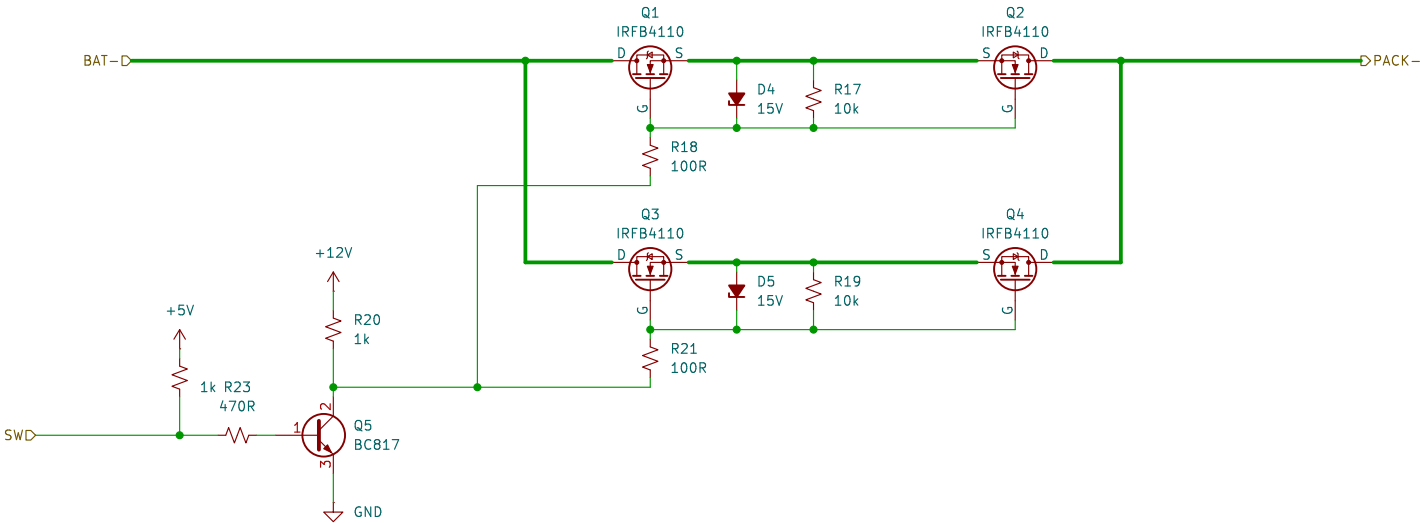 Q1
IRFB4110
Q2
IRFB4110
BAT-
D
S
S
D
PACK-
D4
15V
R17
10k
G
G
R18
100R
Q3
IRFB4110
Q4
IRFB4110
+12V
D
S
S
D
D5
15V
R19
10k
+5V
G
G
R20
1k
R21
100R
1k R23
470R
2
Q5
BC817
SW
1
3
GND